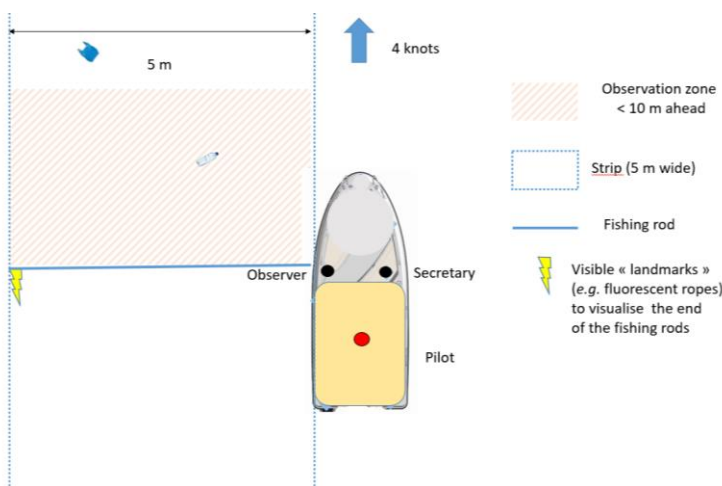 4 knots
5 m
Observation zone
< 10 m ahead
Strip (5 m wide)
Fishing rod
Observer
Secretary
Visible « landmarks »
(e.g. fluorescent ropes)
to visualise the end
of the fishing rods
Pilot